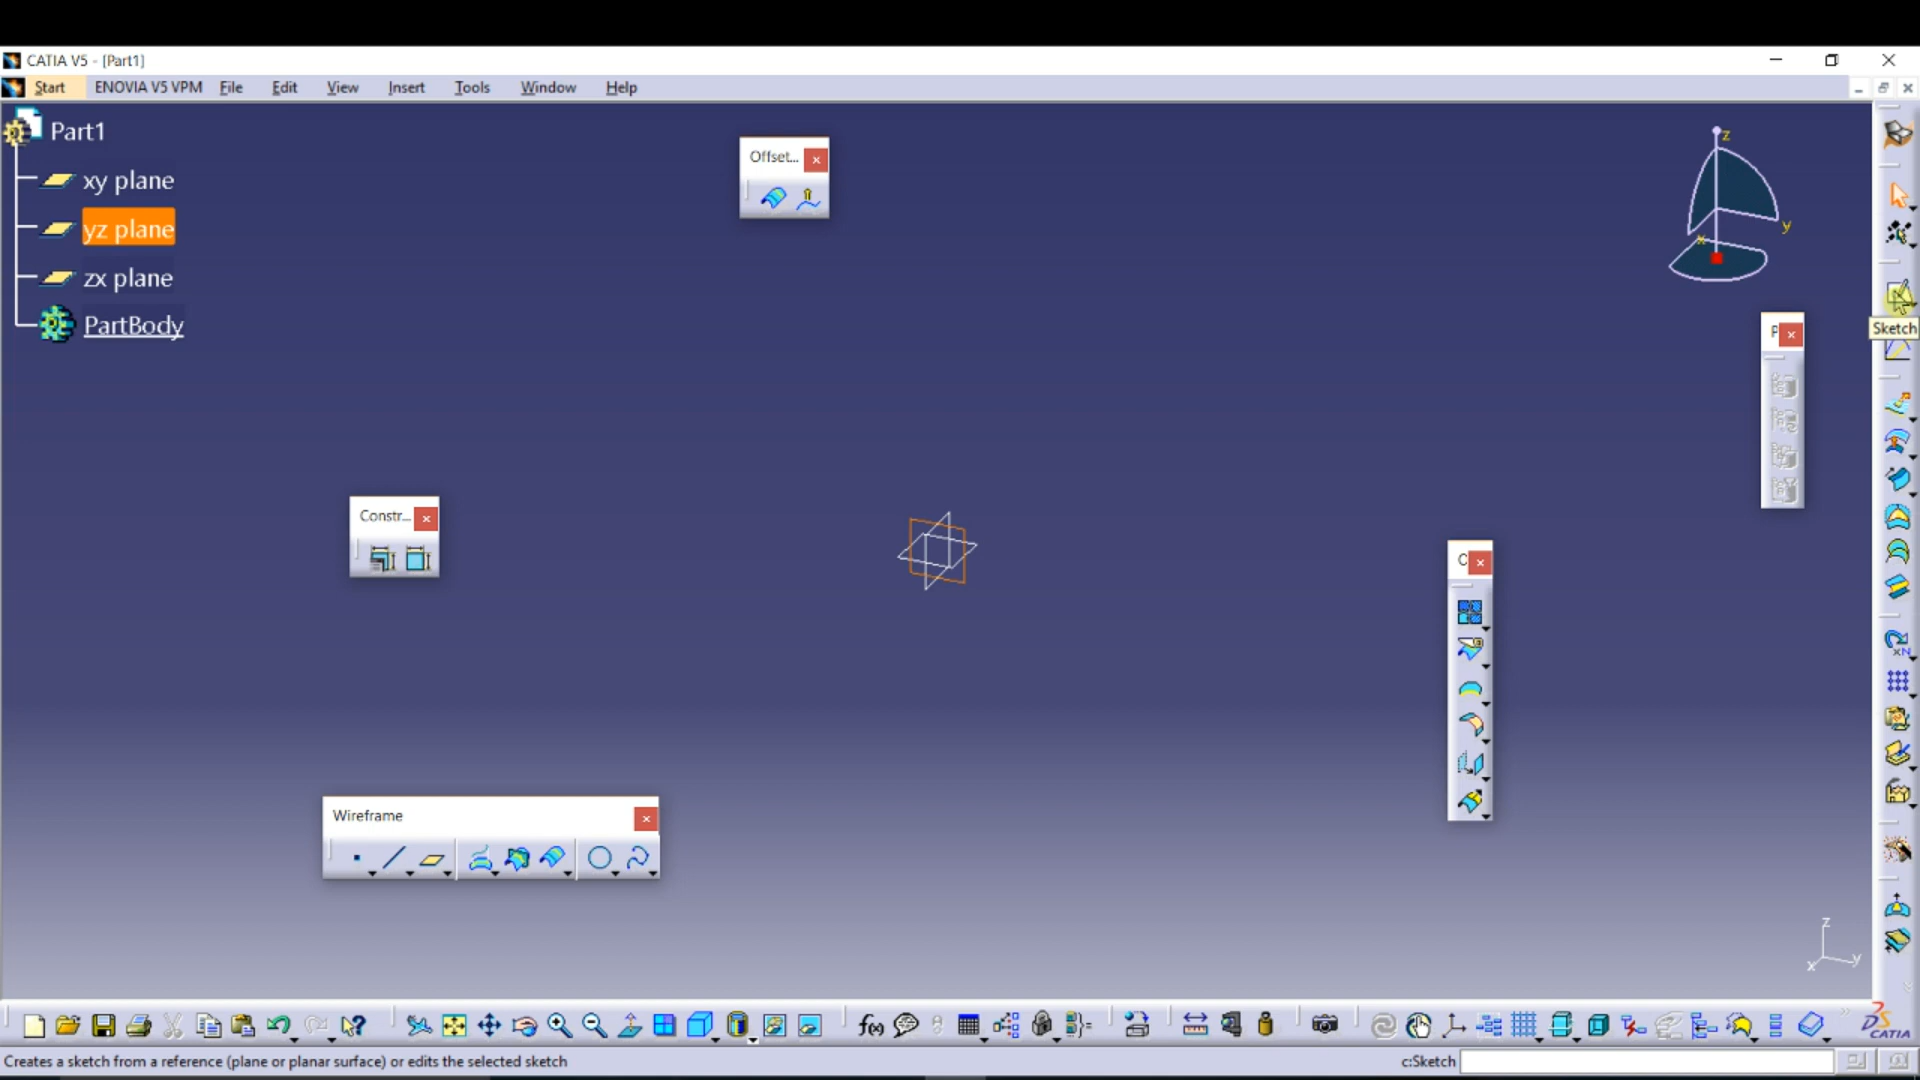 CATIA V5 - [Part1]
Start ENOVIA V5 VPM File Edit View Insert Tools Window Help
Part1
xy plane
yz plane
zx plane
PartBody
Offset...
z
y
x
Sketch
P
Constr...
C
Wireframe
xN
z
x
y
f(x)
CATIA
Creates a sketch from a reference (plane or planar surface) or edits the selected sketch
c:Sketch